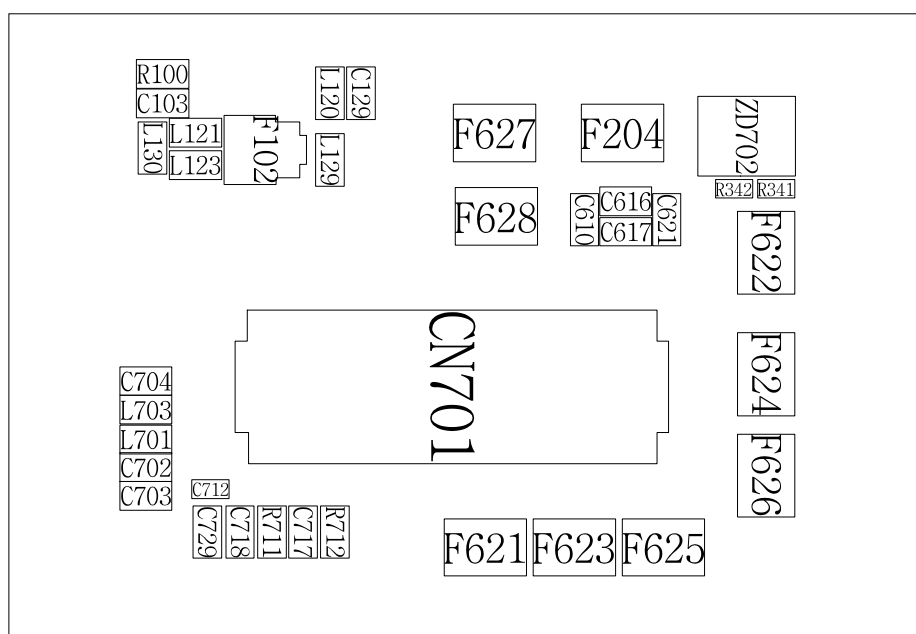 R100
C103
L130
L121
L123
F102
L120
C129
L129
F627
F204
ZD702
R342
R341
F628
C610
C616
C617
C621
F622
CN701
F624
F626
C704
L703
L701
C702
C703
C712
C729
C718
R711
C717
R712
F621
F623
F625